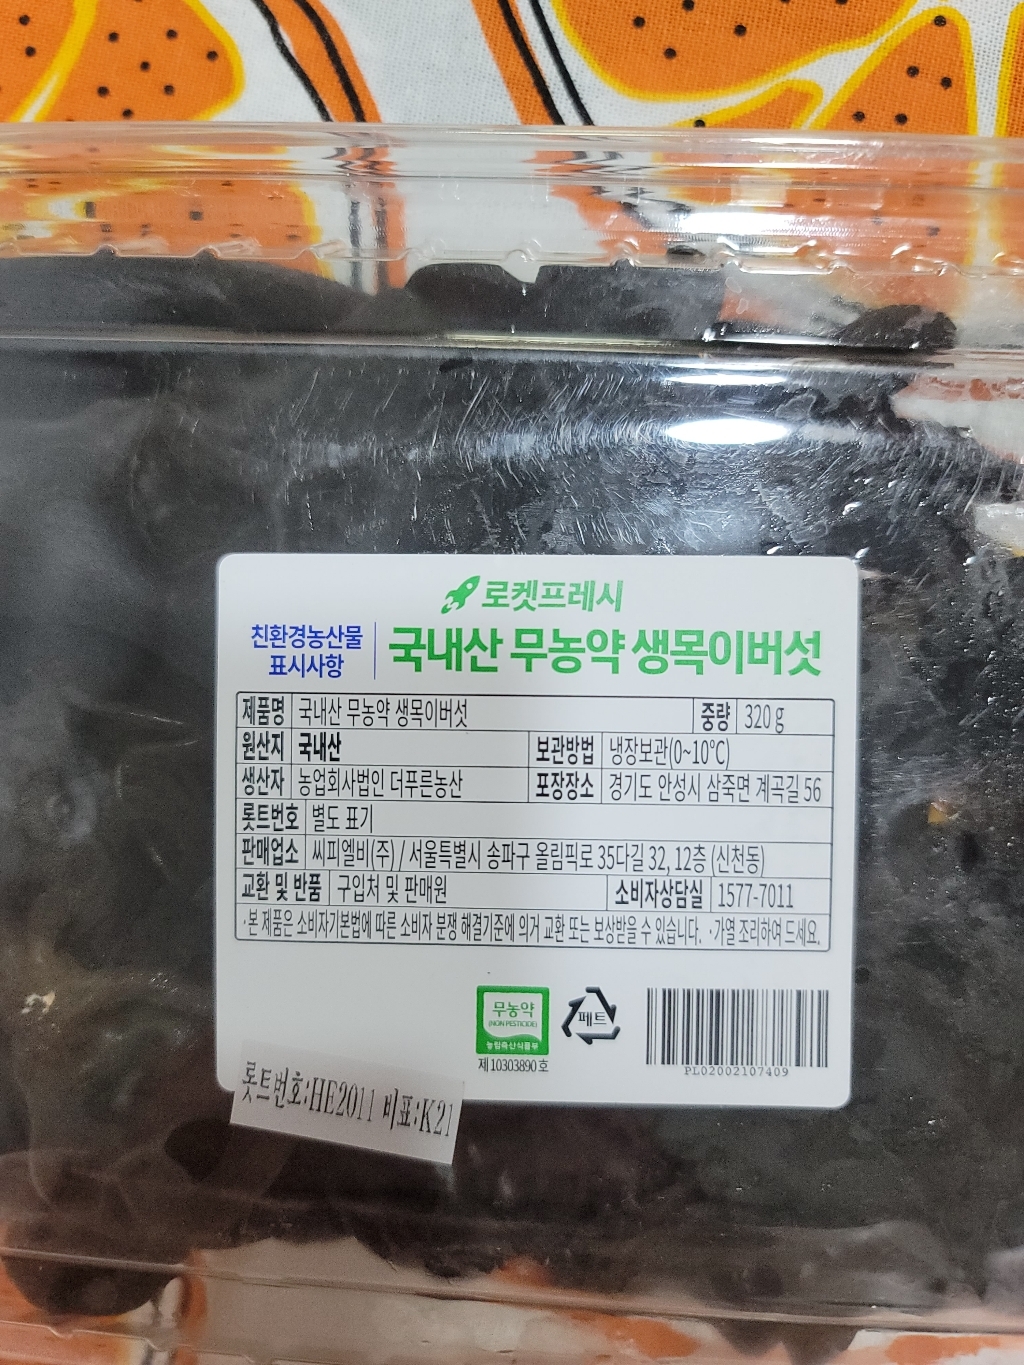 로켓프레시
친환경농산물
표시사항
국내산 무농약 생목이버섯
제품명 국내산 무농약 생목이버섯 중량 320 g
원산지 국내산 보관방법 냉장보관(0~10℃)
생산자 농업회사법인 더푸른농산 포장장소 경기도 안성시 삼죽면 계곡길 56
롯트번호 별도 표기
판매업소 씨피엘비(주) / 서울특별시 송파구 올림픽로 35다길 32, 12층 (신천동)
교환 및 반품 구입처 및 판매원 소비자상담실 1577-7011
·본 제품은 소비자기본법에 따른 소비자 분쟁 해결기준에 의거 교환 또는 보상받을 수 있습니다. ·가열 조리하여 드세요.
무농약
(NON PESTICIDE)
농림축산식품부
제10303890호
페트
PL02002107409
롯트번호:HE2011 비표:K21